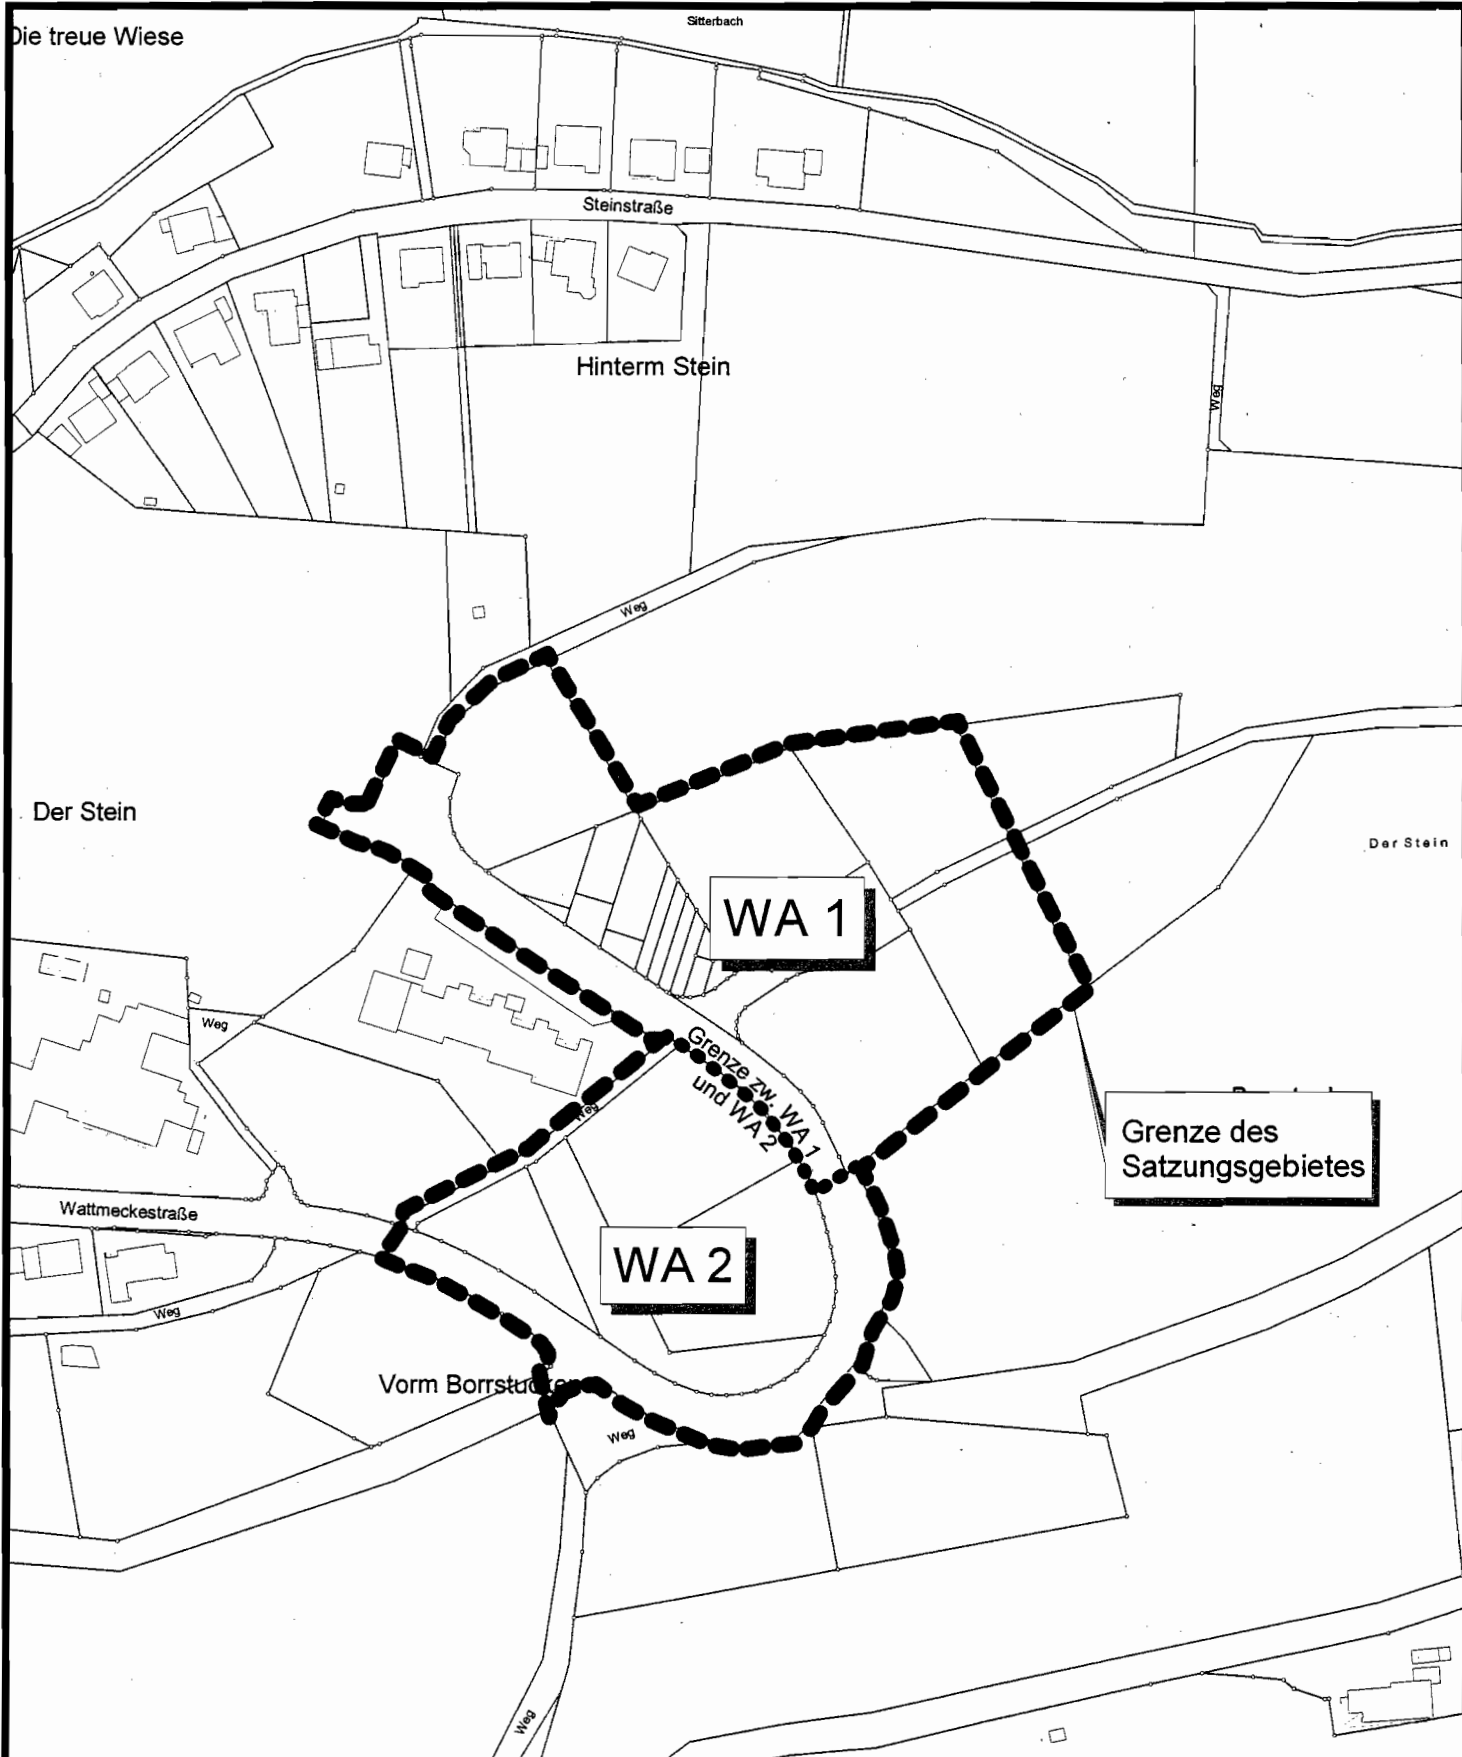 Sitterbach
Die treue Wiese
Steinstraße
Hinterm Stein
Weg
Weg
Der Stein
Der Stein
WA 1
Weg
Grenze zw. WA 1
und WA 2
Weg
Grenze des
Satzungsgebietes
Wattmeckestraße
WA 2
Weg
Vorm
Weg
Weg